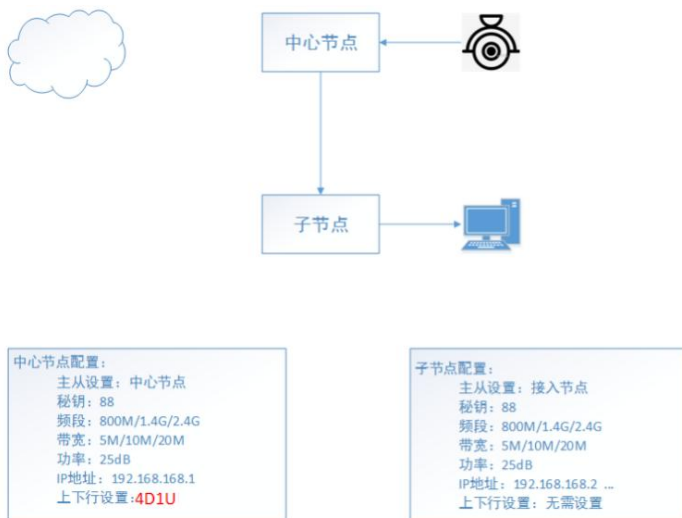 中心节点
子节点
中心节点配置：
主从设置：中心节点
秘钥：88
频段：800M/1.4G/2.4G
带宽：5M/10M/20M
功率：25dB
IP地址：192.168.168.1
上下行设置：4D1U
子节点配置：
主从设置：接入节点
秘钥：88
频段：800M/1.4G/2.4G
带宽：5M/10M/20M
功率：25dB
IP地址：192.168.168.2 ...
上下行设置：无需设置